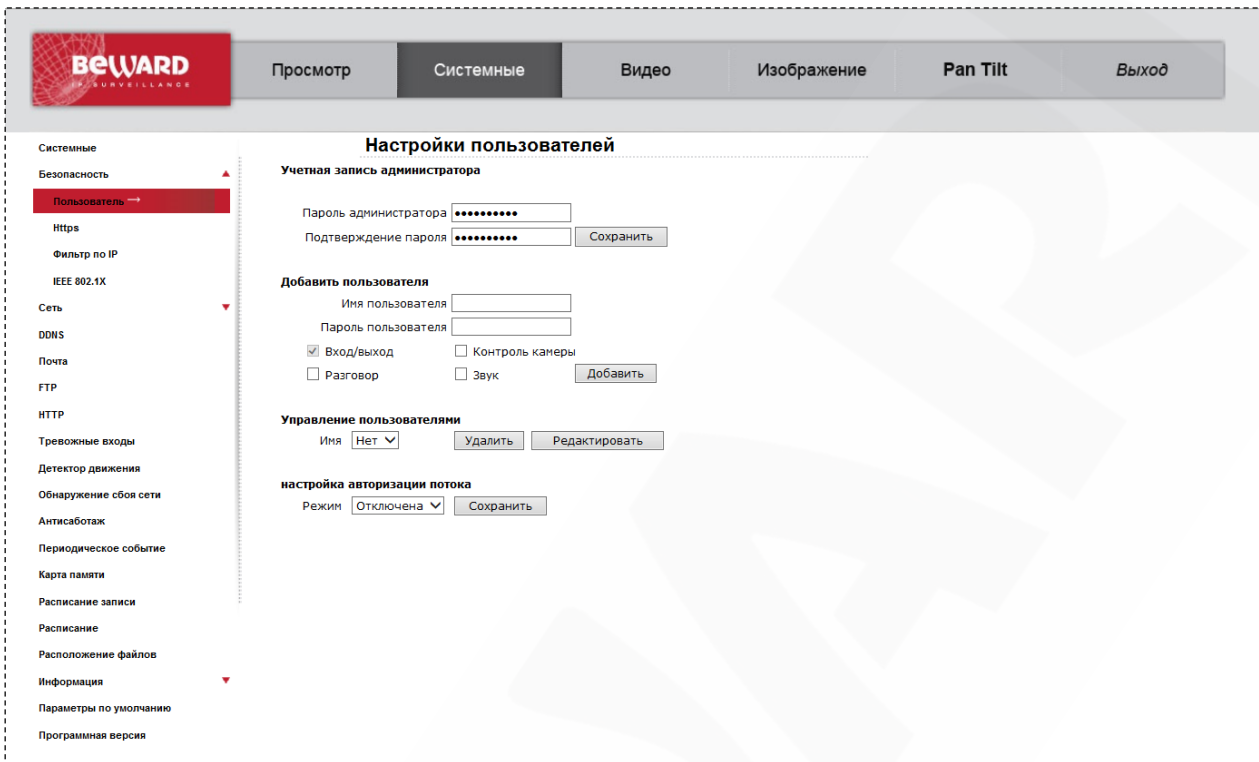 BEWARD
IP SURVEILLANCE
Просмотр
Системные
Видео
Изображение
Pan Tilt
Выход
Системные
Безопасность
Пользователь
Https
Фильтр по IP
IEEE 802.1X
Сеть
DDNS
Почта
FTP
HTTP
Тревожные входы
Детектор движения
Обнаружение сбоя сети
Антисаботаж
Периодическое событие
Карта памяти
Расписание записи
Расписание
Расположение файлов
Информация
Параметры по умолчанию
Программная версия
Настройки пользователей
Учетная запись администратора
Пароль администратора ••••••••••
Подтверждение пароля •••••••••• Сохранить
Добавить пользователя
Имя пользователя
Пароль пользователя
Вход/выход Контроль камеры
Разговор Звук Добавить
Управление пользователями
Имя Нет Удалить Редактировать
настройка авторизации потока
Режим Отключена Сохранить